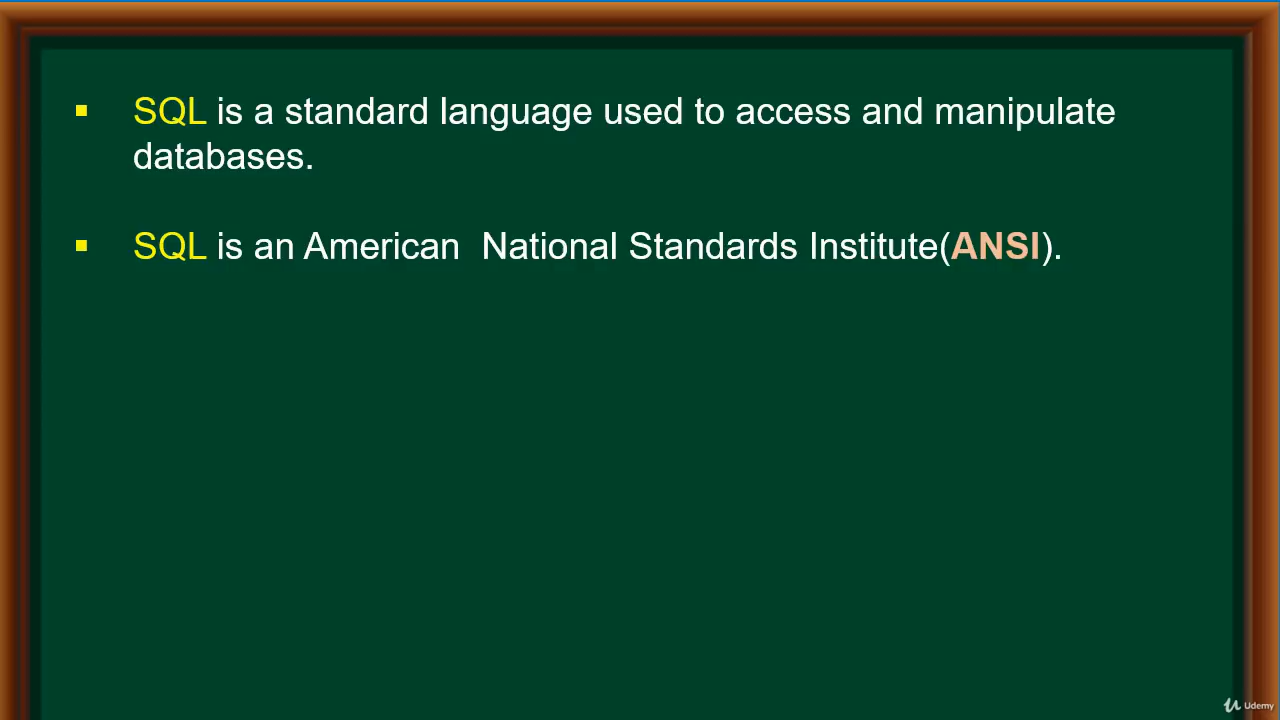 ▪ SQL is a standard language used to access and manipulate
databases.
▪ SQL is an American  National Standards Institute(ANSI).
Udemy